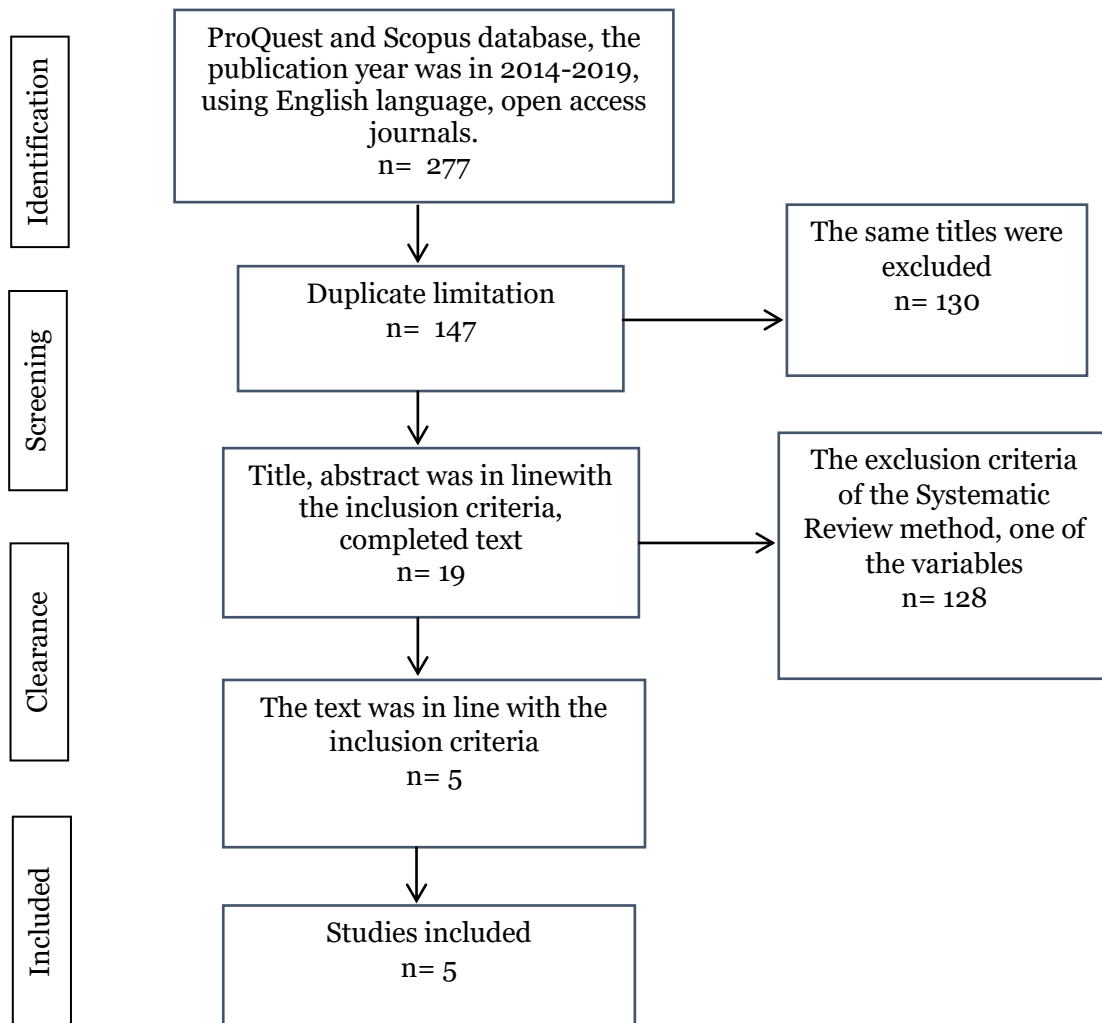 Identification
ProQuest and Scopus database, the
publication year was in 2014-2019,
using English language, open access
journals.
n= 277
The same titles were
excluded
n= 130
Screening
Duplicate limitation
n= 147
Title, abstract was in linewith
the inclusion criteria,
completed text
n= 19
The exclusion criteria
of the Systematic
Review method, one of
the variables
n= 128
Clearance
The text was in line with the
inclusion criteria
n= 5
Included
Studies included
n= 5